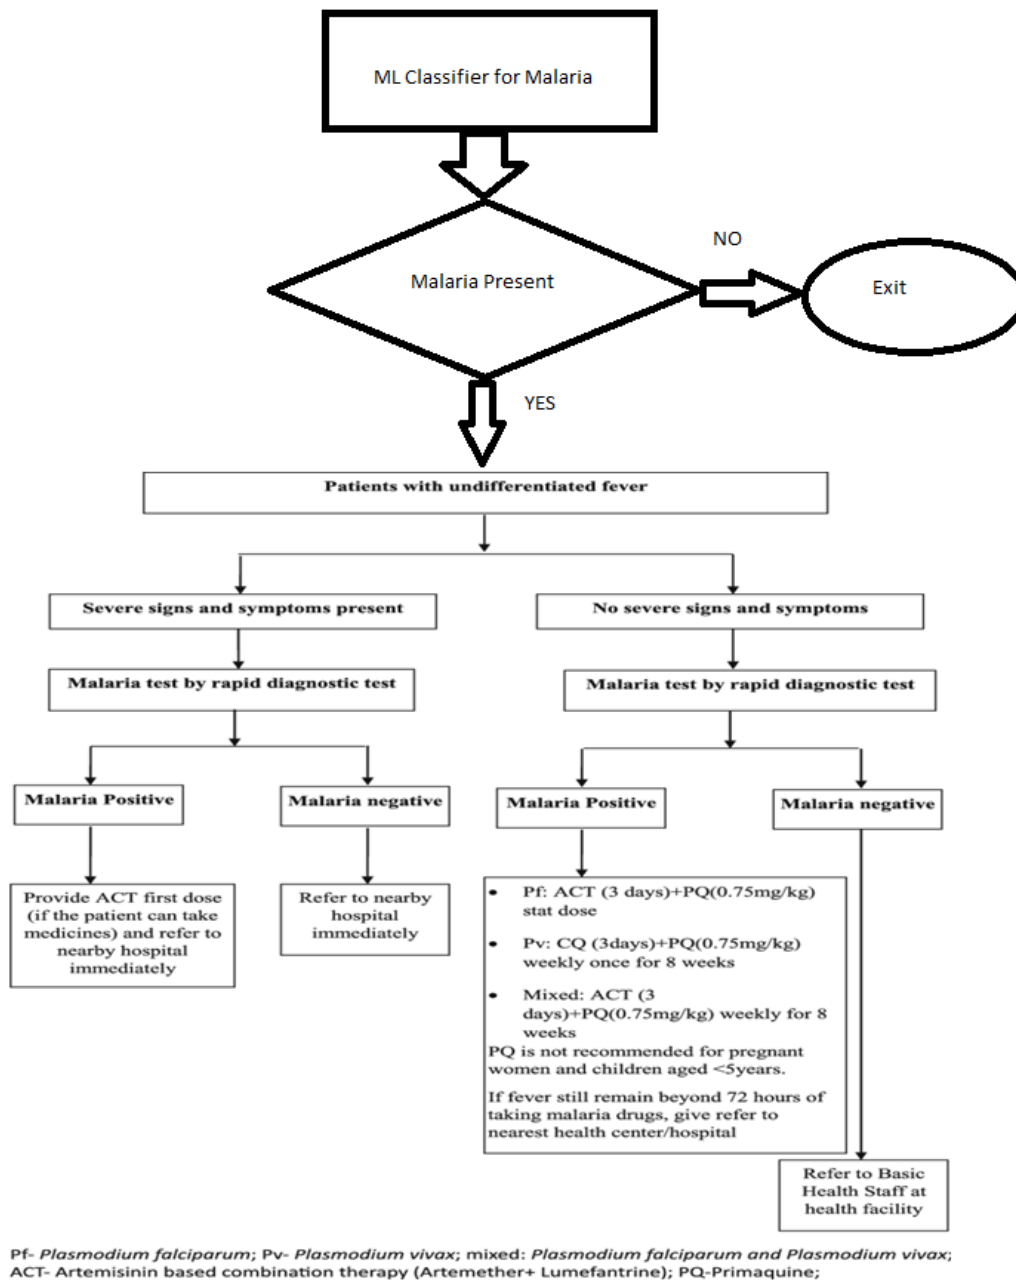 ML Classifier for Malaria
Malaria Present
NO
Exit
YES
Patients with undifferentiated fever
Severe signs and symptoms present
No severe signs and symptoms
Malaria test by rapid diagnostic test
Malaria test by rapid diagnostic test
Malaria Positive
Malaria negative
Malaria Positive
Malaria negative
Provide ACT first dose
(if the patient can take
medicines) and refer to
nearby hospital
immediately
Refer to nearby
hospital
immediately
• Pf: ACT (3 days)+PQ(0.75mg/kg)
stat dose
• Pv: CQ (3days)+PQ(0.75mg/kg)
weekly once for 8 weeks
• Mixed: ACT (3
days)+PQ(0.75mg/kg) weekly for 8
weeks
PQ is not recommended for pregnant
women and children aged <5years.
If fever still remain beyond 72 hours of
taking malaria drugs, give refer to
nearest health center/hospital
Refer to Basic
Health Staff at
health facility
Pf- Plasmodium falciparum; Pv- Plasmodium vivax; mixed: Plasmodium falciparum and Plasmodium vivax;
ACT- Artemisinin based combination therapy (Artemether+ Lumefantrine); PQ-Primaquine;